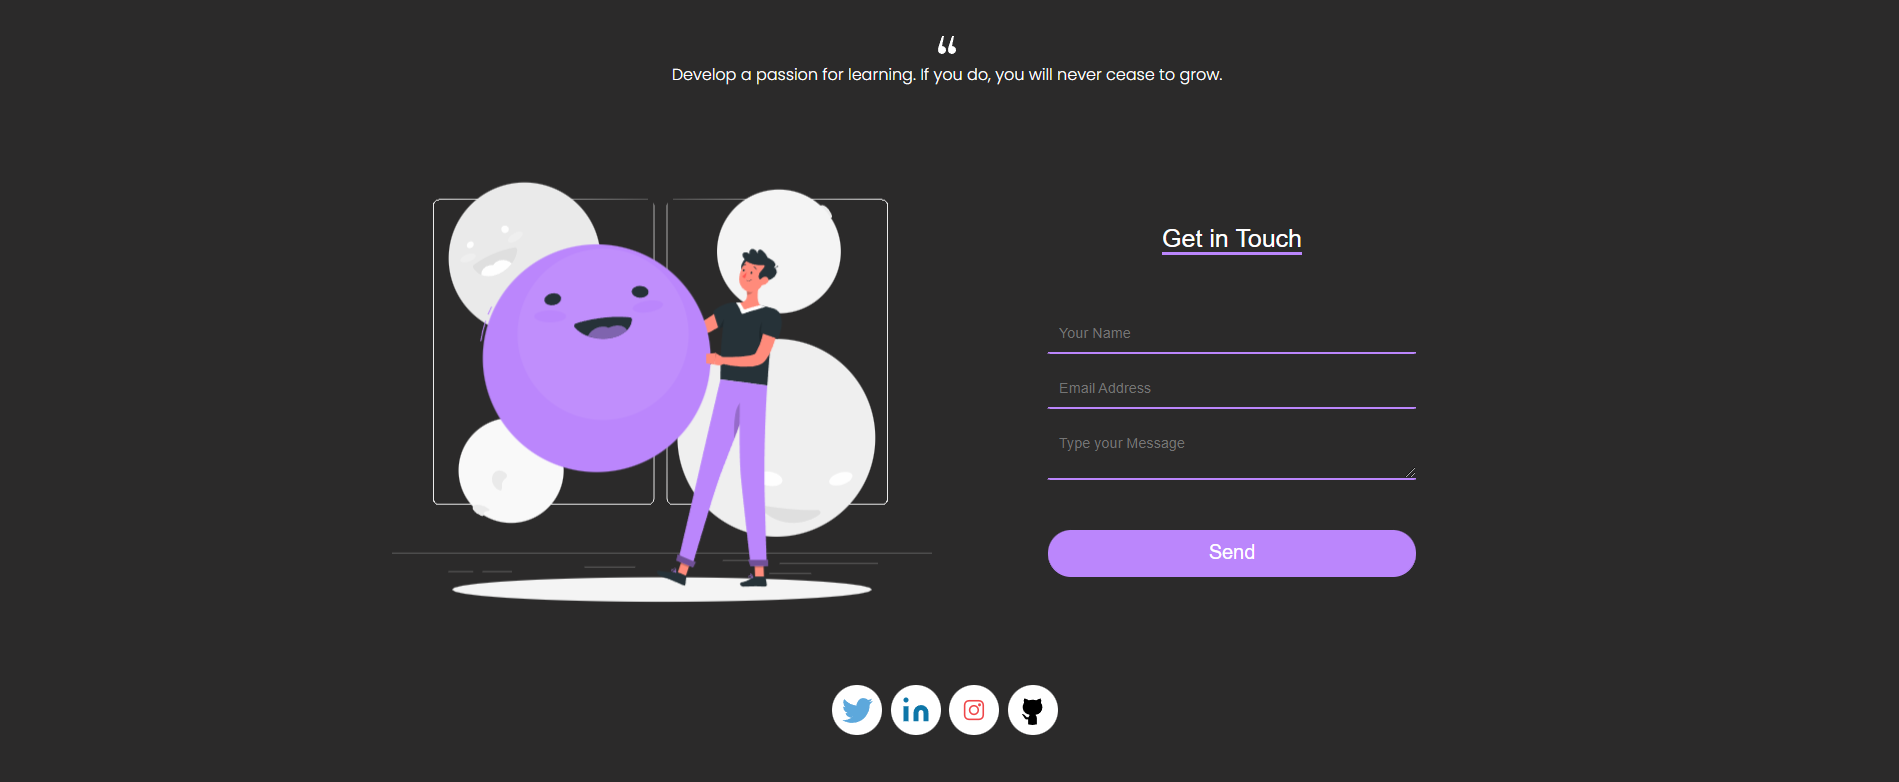 “
Develop a passion for learning. If you do, you will never cease to grow.
Get in Touch
Your Name
Email Address
Type your Message
Send
in